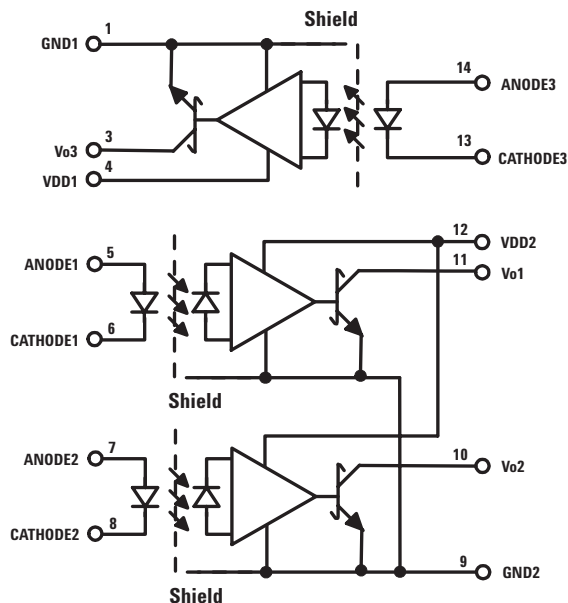 Shield
1
GND1
14
ANODE3
3
Vo3
4
VDD1
13
CATHODE3
12
VDD2
5
ANODE1
11
Vo1
6
CATHODE1
Shield
7
ANODE2
10
Vo2
8
CATHODE2
9
GND2
Shield